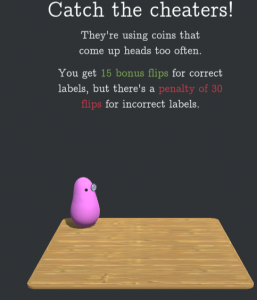 Catch the cheaters!
They're using coins that
come up heads too often.
You get 15 bonus flips for correct
labels, but there's a penalty of 30
flips for incorrect labels.